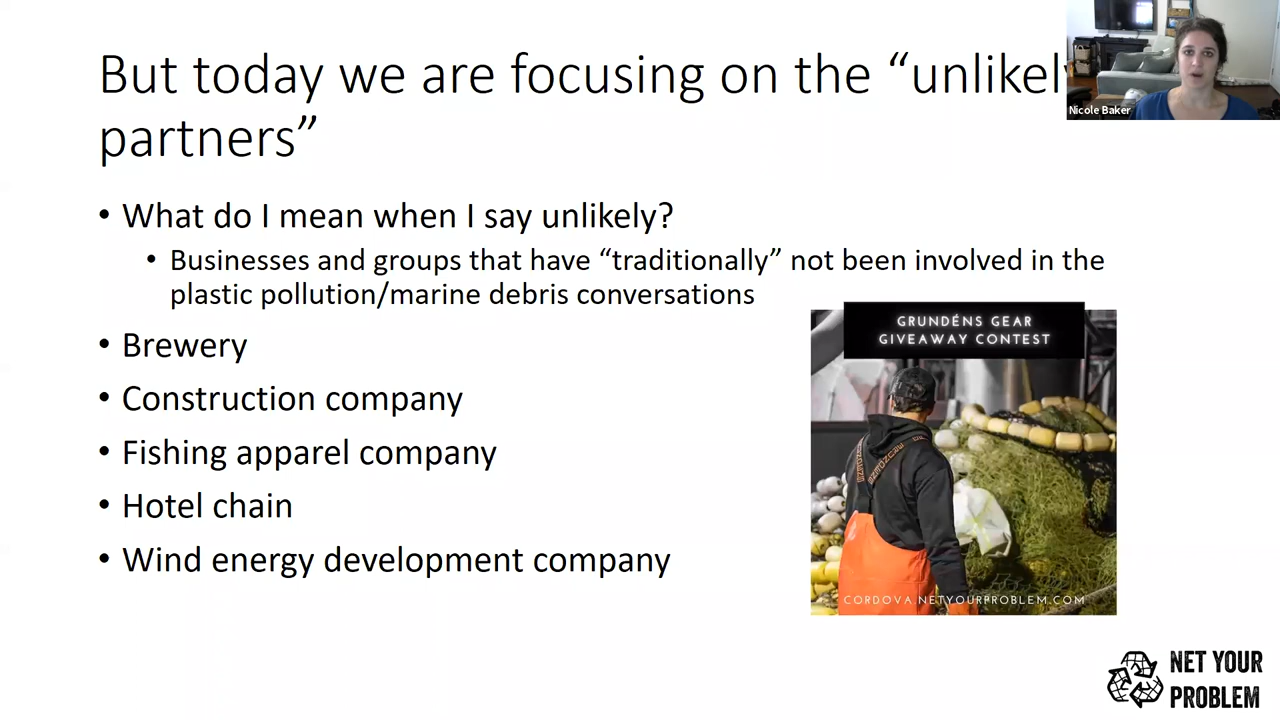 But today we are focusing on the “unlikely
partners”
Nicole Baker
• What do I mean when I say unlikely?
• Businesses and groups that have “traditionally” not been involved in the
plastic pollution/marine debris conversations
• Brewery
• Construction company
• Fishing apparel company
• Hotel chain
• Wind energy development company
GRUNDÉNS GEAR
GIVEAWAY CONTEST
CORDOVA.NETYOURPROBLEM.COM
NET YOUR
PROBLEM